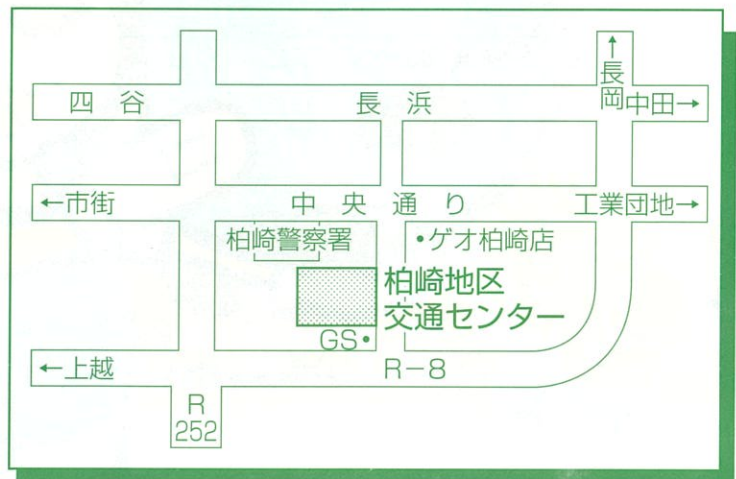 ↑長岡
四谷 長浜 中田→
←市街 中央通り 工業団地→
柏崎警察署 •ゲオ柏崎店
柏崎地区
交通センター
GS•
←上越 R-8
R
252